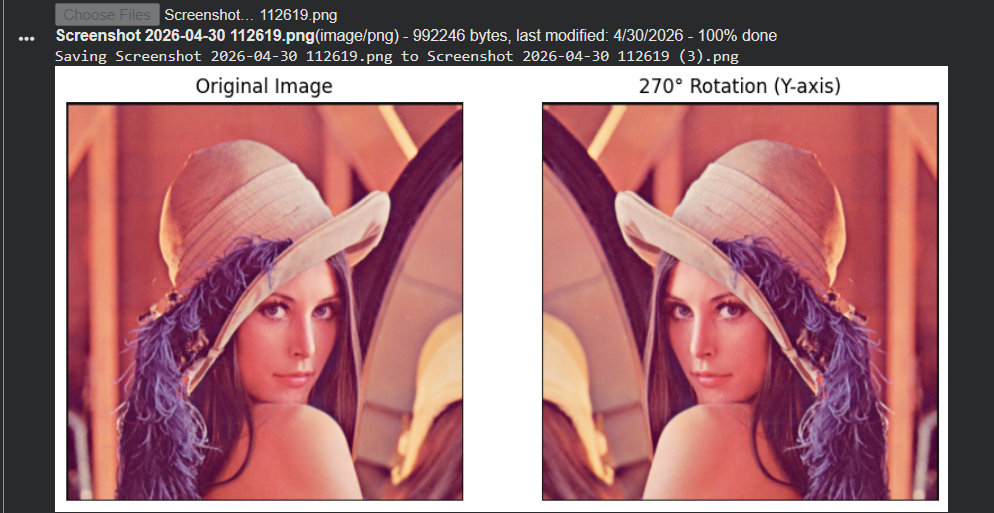 Choose Files Screenshot... 112619.png
Screenshot 2026-04-30 112619.png(image/png) - 992246 bytes, last modified: 4/30/2026 - 100% done
Saving Screenshot 2026-04-30 112619.png to Screenshot 2026-04-30 112619 (3).png
Original Image
270° Rotation (Y-axis)